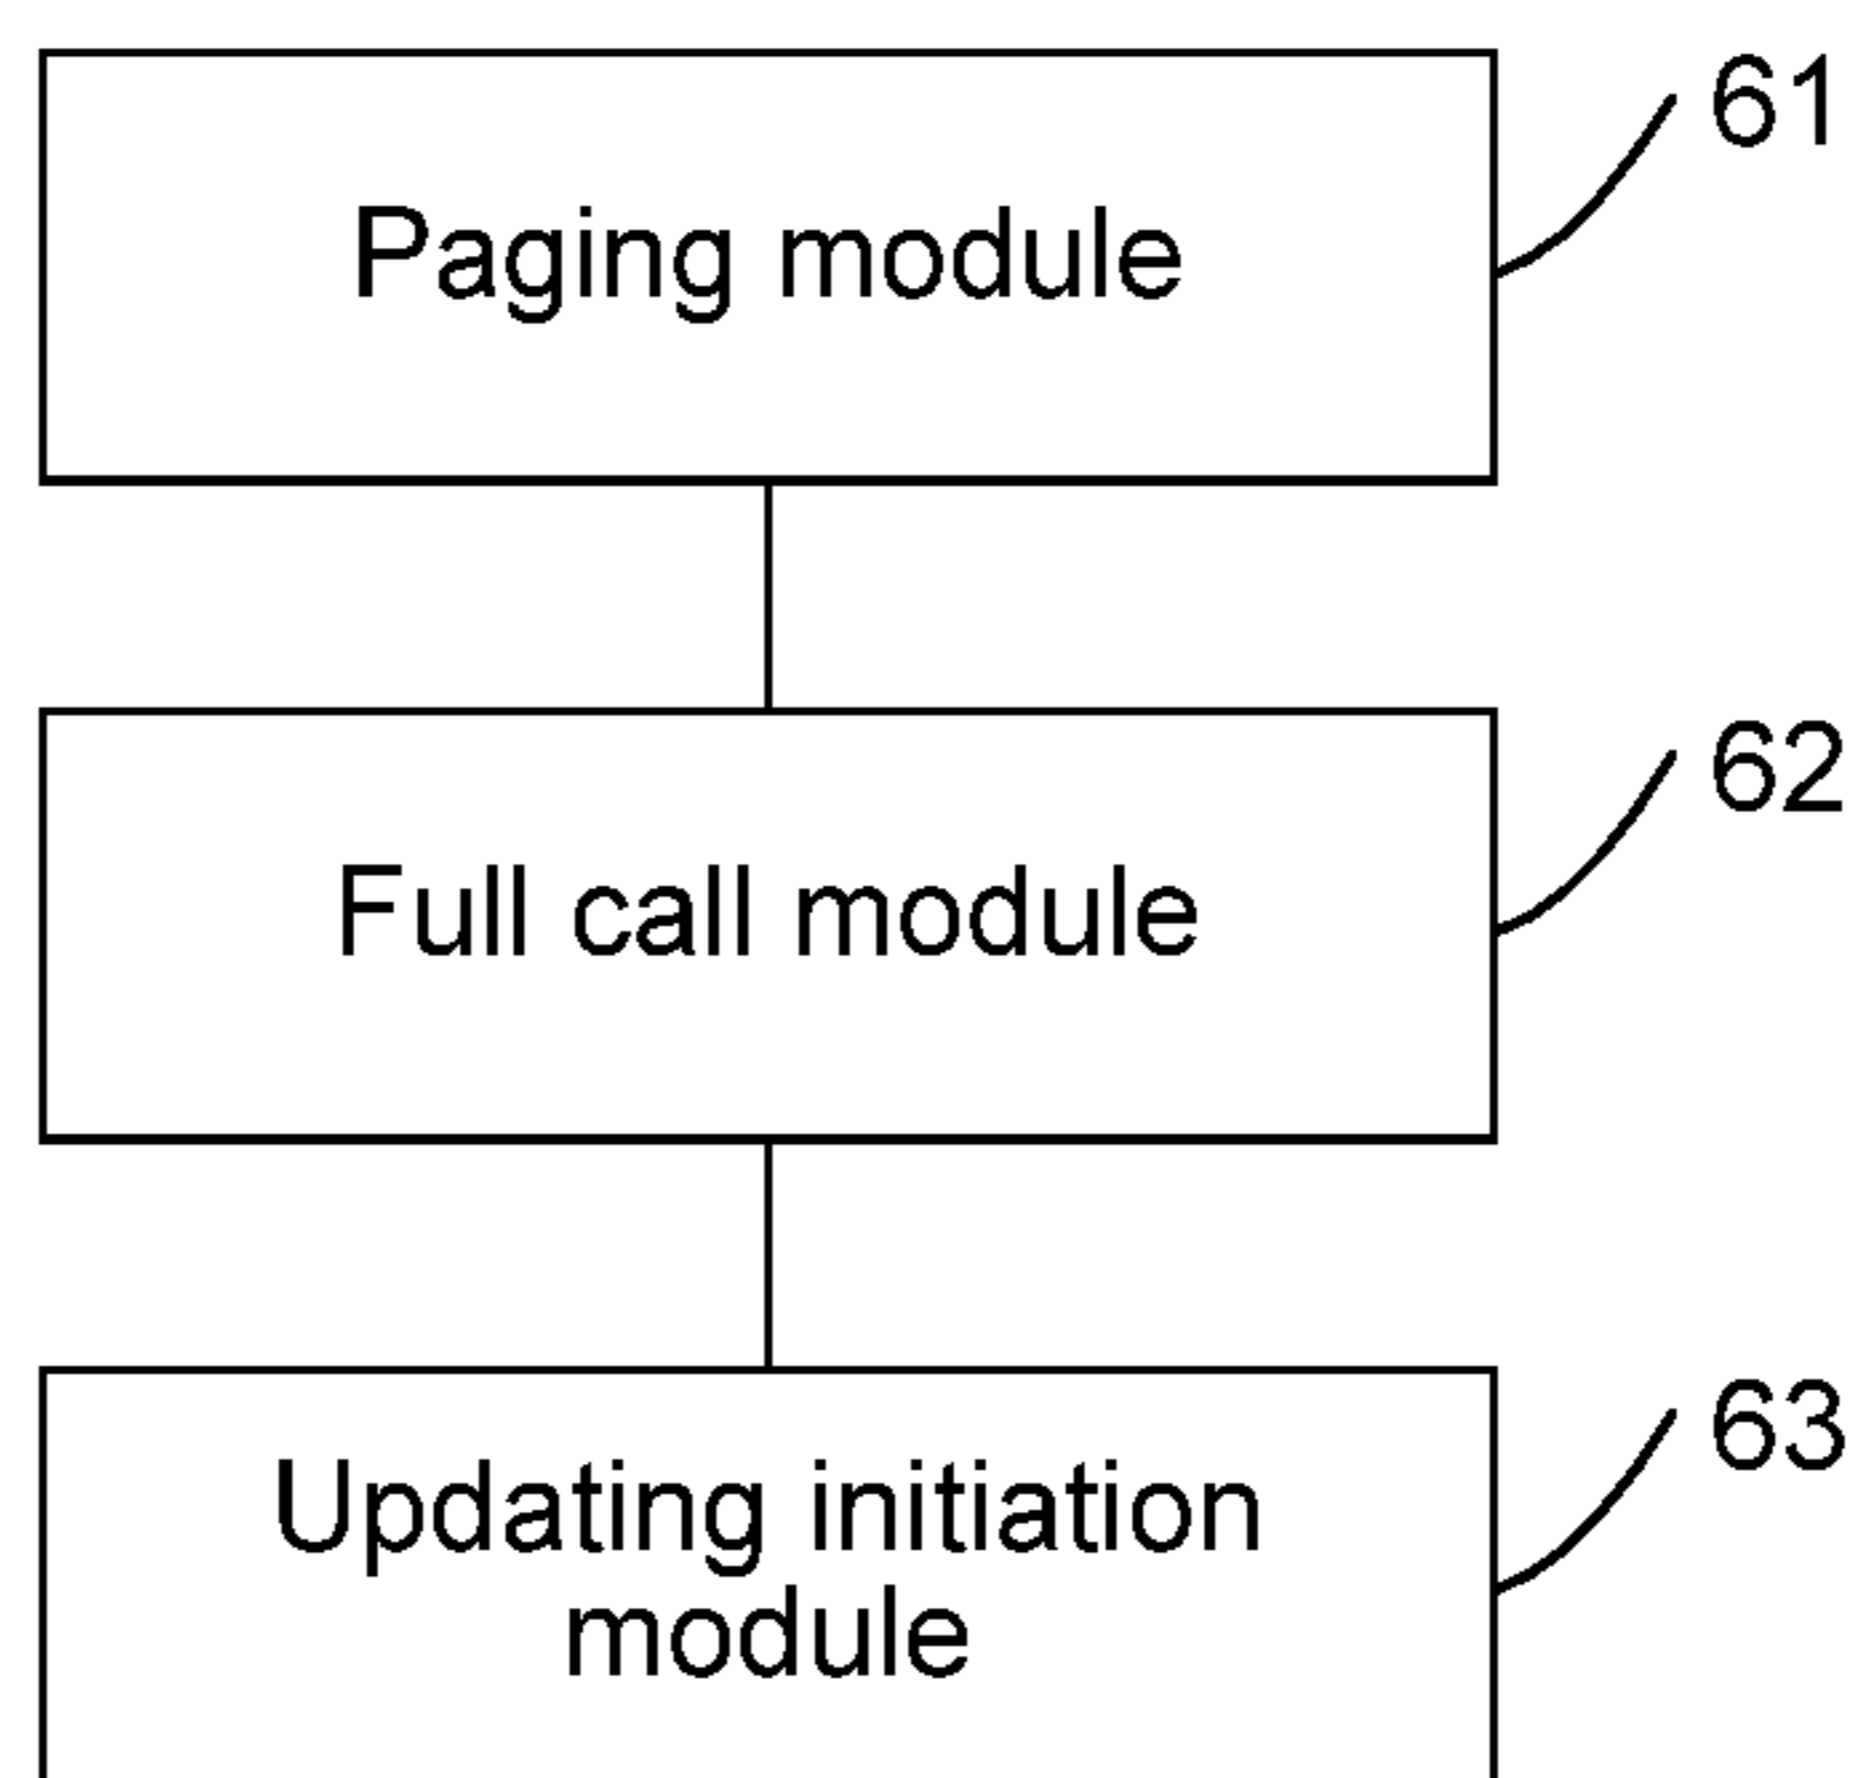 61
Paging module
62
Full call module
63
Updating initiation
module